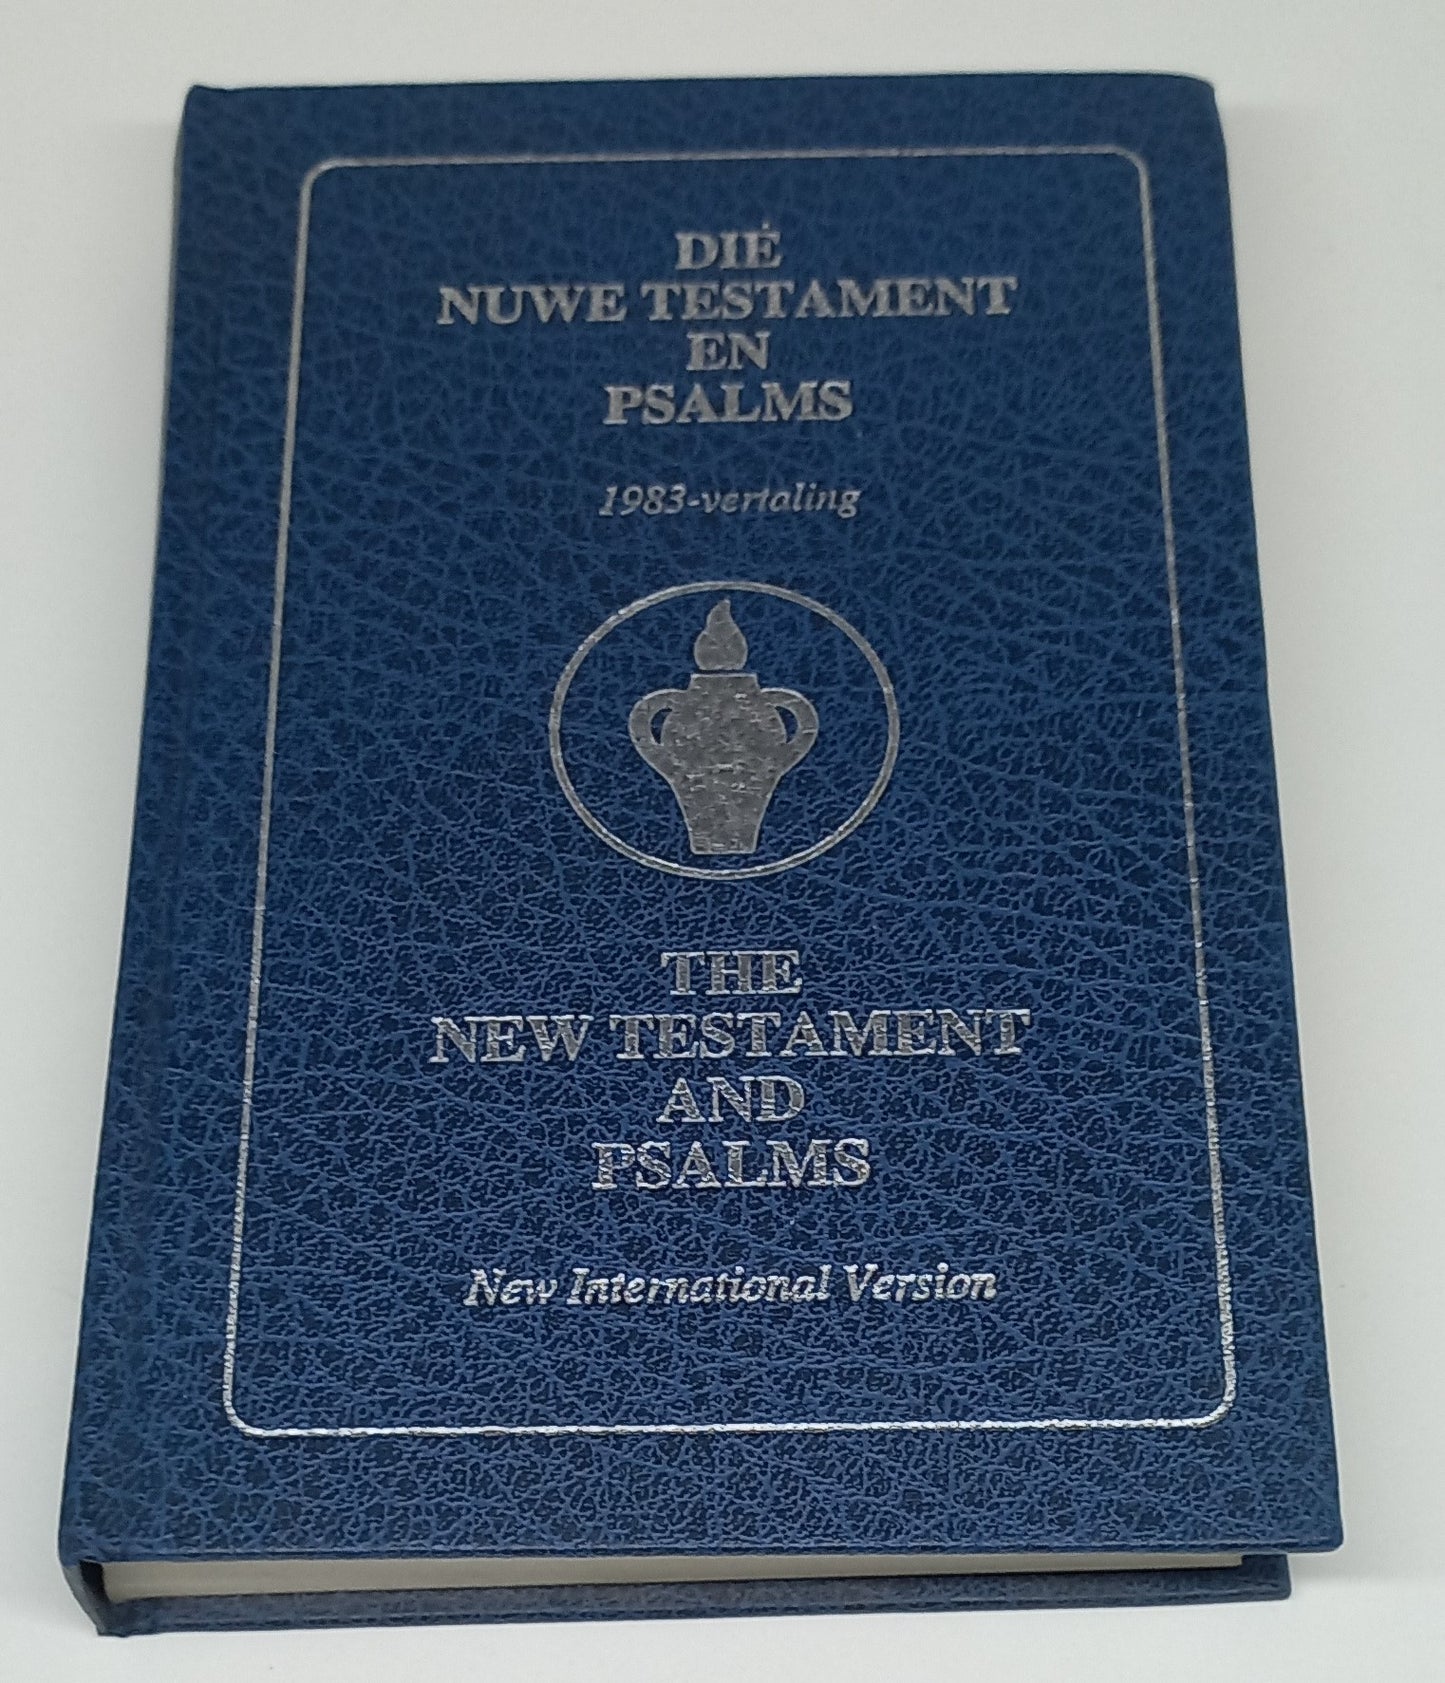 DIÉ
NUWE TESTAMENT
EN
PSALMS
1983-vertaling
THE
NEW TESTAMENT
AND
PSALMS
New International Version